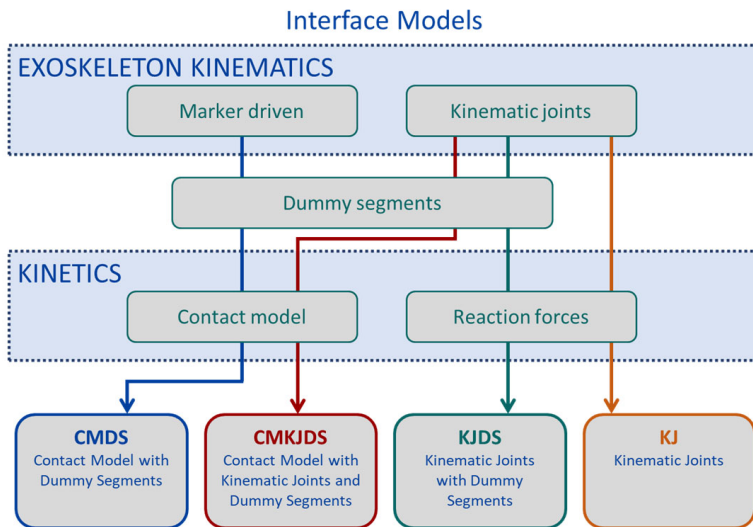 Interface Models
EXOSKELETON KINEMATICS
Marker driven
Kinematic joints
Dummy segments
KINETICS
Contact model
Reaction forces
CMDS
Contact Model with
Dummy Segments
CMKJDS
Contact Model with
Kinematic Joints and
Dummy Segments
KJDS
Kinematic Joints
with Dummy
Segments
KJ
Kinematic Joints